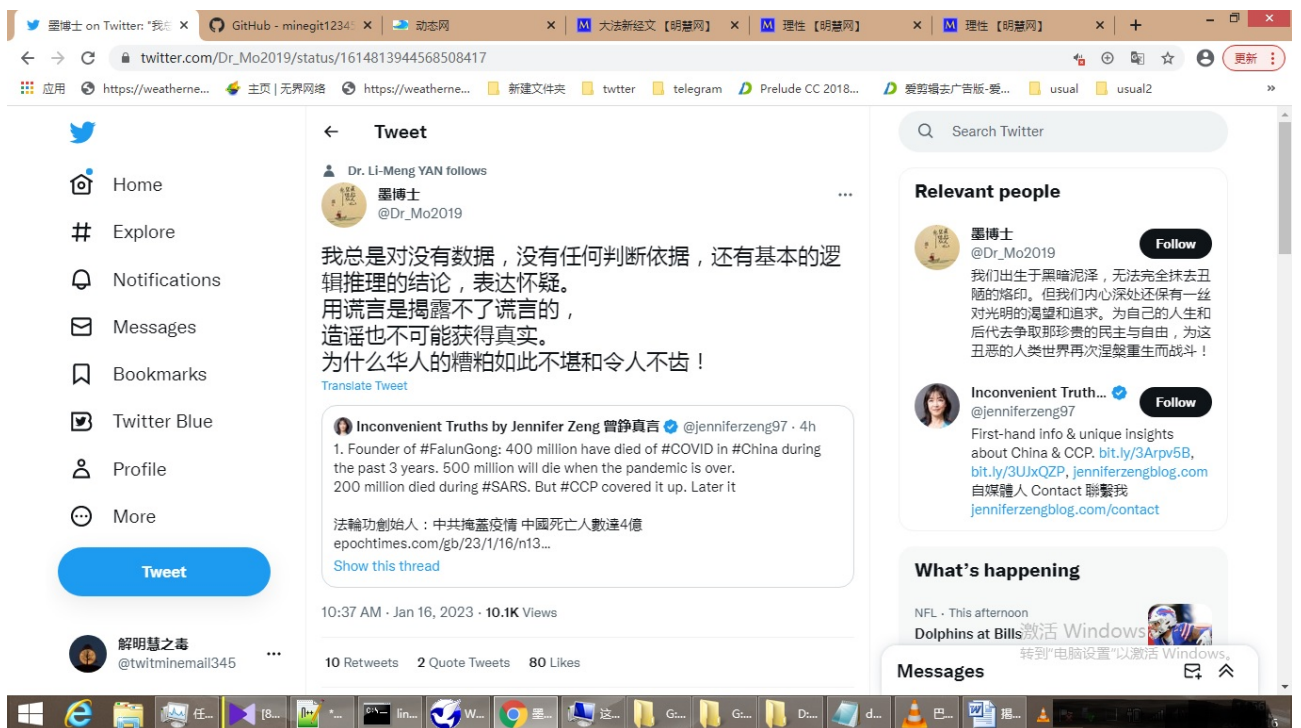 墨博士 on Twitter: "我
GitHub - minegit1234
动态网
大法新经文【明慧网】
理性【明慧网】
理性【明慧网】
twitter.com/Dr_Mo2019/status/1614813944568508417
更新
应用
https://weatherne...
主页 | 无界网络
https://weatherne...
新建文件夹
twtter
telegram
Prelude CC 2018...
爱剪辑去广告版-爱...
usual
usual2
»
Home
Explore
Notifications
Messages
Bookmarks
Twitter Blue
Profile
More
Tweet
解明慧之毒
@twitminemail345
Tweet
Dr. Li-Meng YAN follows
墨博士
@Dr_Mo2019
我总是对没有数据，没有任何判断依据，还有基本的逻
辑推理的结论，表达怀疑。
用谎言是揭露不了谎言的，
造谣也不可能获得真实。
为什么华人的糟粕如此不堪和令人不齿！
Translate Tweet
Inconvenient Truths by Jennifer Zeng 曾錚真言 @jenniferzeng97 · 4h
1. Founder of #FalunGong: 400 million have died of #COVID in #China during
the past 3 years. 500 million will die when the pandemic is over.
200 million died during #SARS. But #CCP covered it up. Later it
法輪功創始人：中共掩蓋疫情 中國死亡人數達4億
epochtimes.com/gb/23/1/16/n13...
Show this thread
10:37 AM · Jan 16, 2023 · 10.1K Views
10 Retweets 2 Quote Tweets 80 Likes
Search Twitter
Relevant people
墨博士
@Dr_Mo2019
Follow
我们出生于黑暗泥泽，无法完全抹去丑
陋的烙印。但我们内心深处还保有一丝
对光明的渴望和追求。为自己的人生和
后代去争取那珍贵的民主与自由，为这
丑恶的人类世界再次涅槃重生而战斗！
Inconvenient Truth...
@jenniferzeng97
Follow
First-hand info & unique insights
about China & CCP. bit.ly/3Arpv5B,
bit.ly/3UJxQZP, jenniferzengblog.com
自媒體人 Contact 聯繫我
jenniferzengblog.com/contact
What's happening
NFL · This afternoon
Dolphins at Bills
激活 Windows
转到"电脑设置"以激活 Windows。
Messages
任...
[8...
"...
lin...
W...
墨...
这...
G:...
G:...
D:...
d...
巴...
揭...